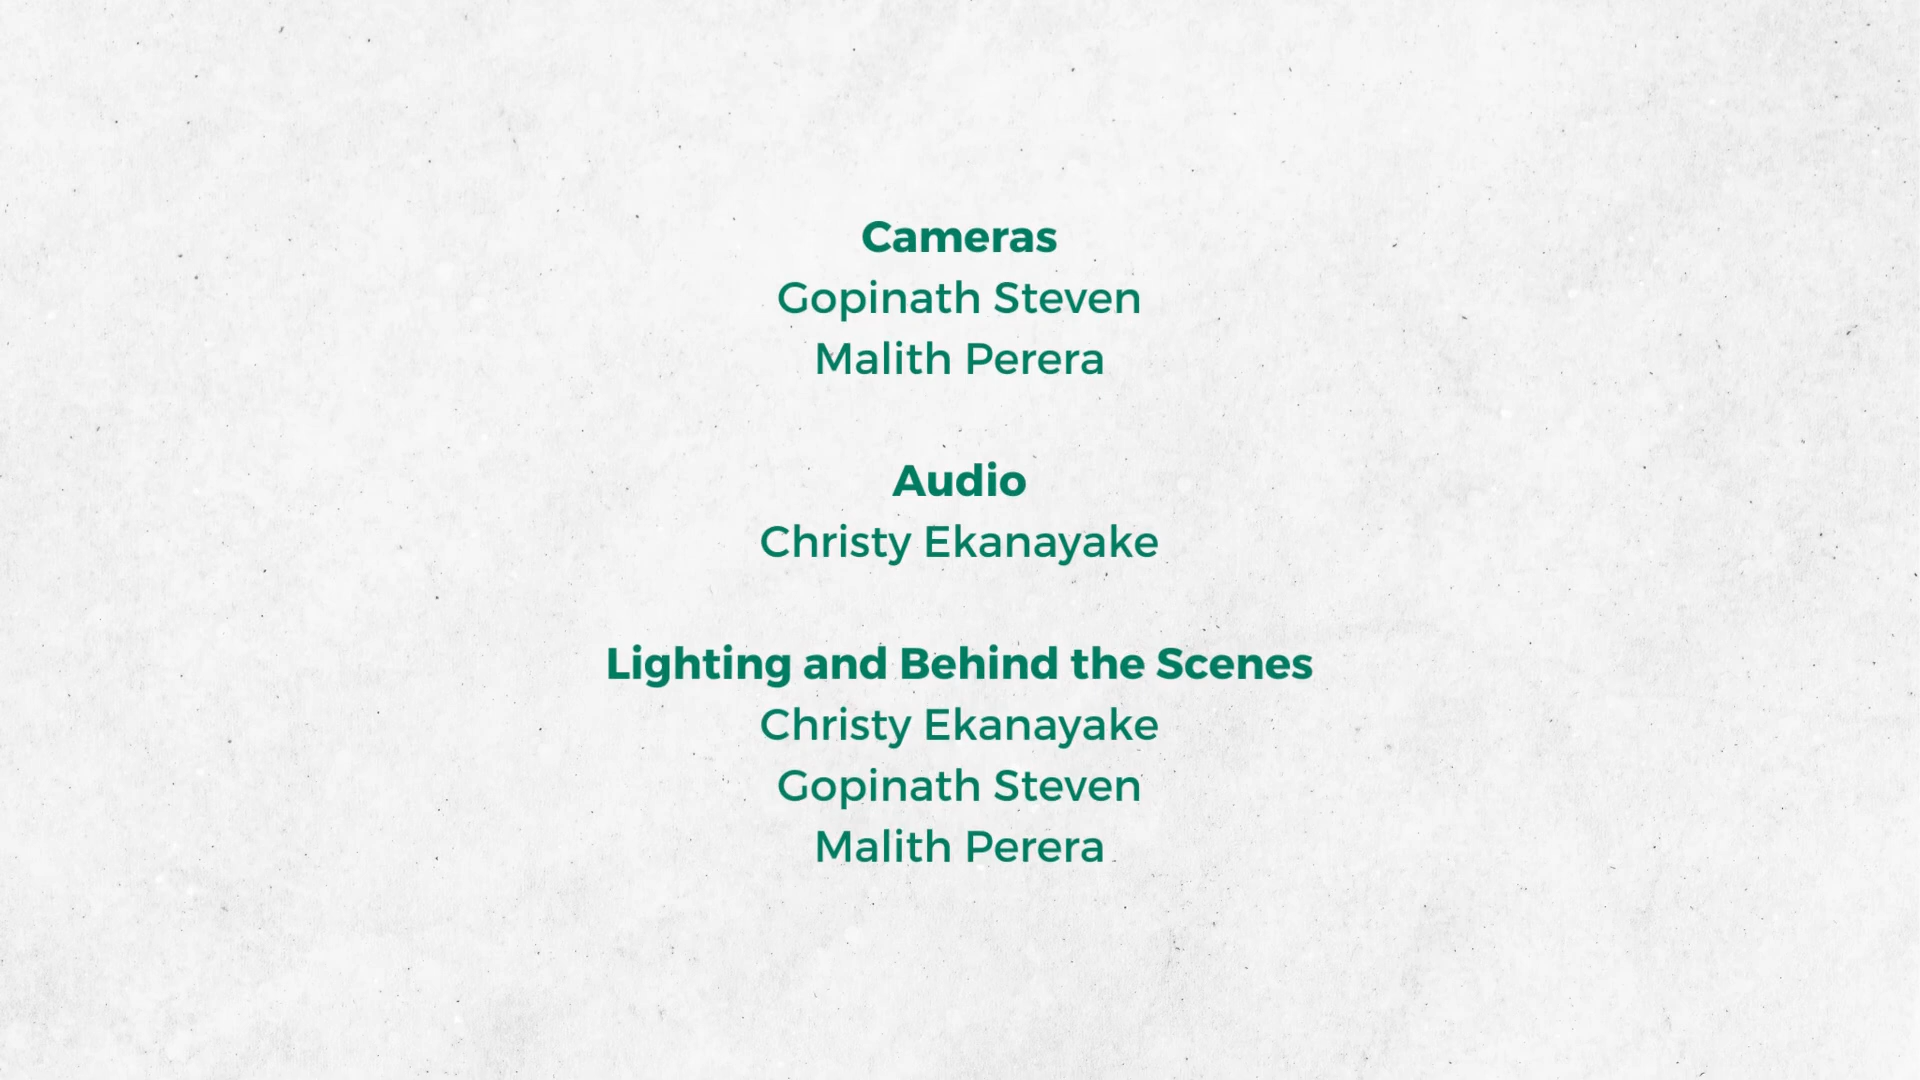 Cameras
Gopinath Steven
Malith Perera
Audio
Christy Ekanayake
Lighting and Behind the Scenes
Christy Ekanayake
Gopinath Steven
Malith Perera